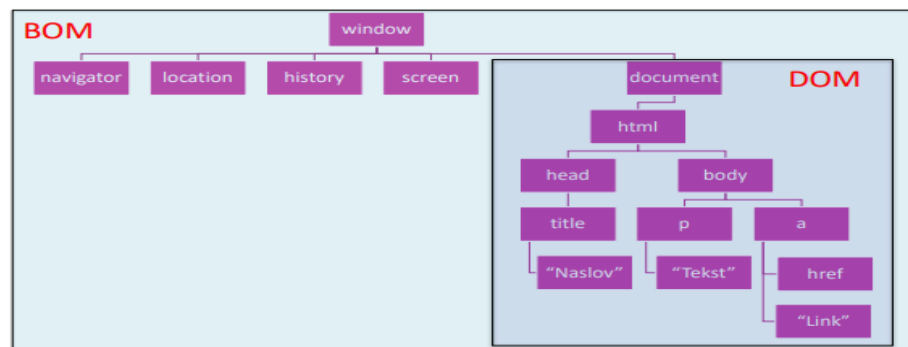 BOM
window
navigator location history screen document
DOM
html
head body
title p a
“Naslov” “Tekst” href
“Link”